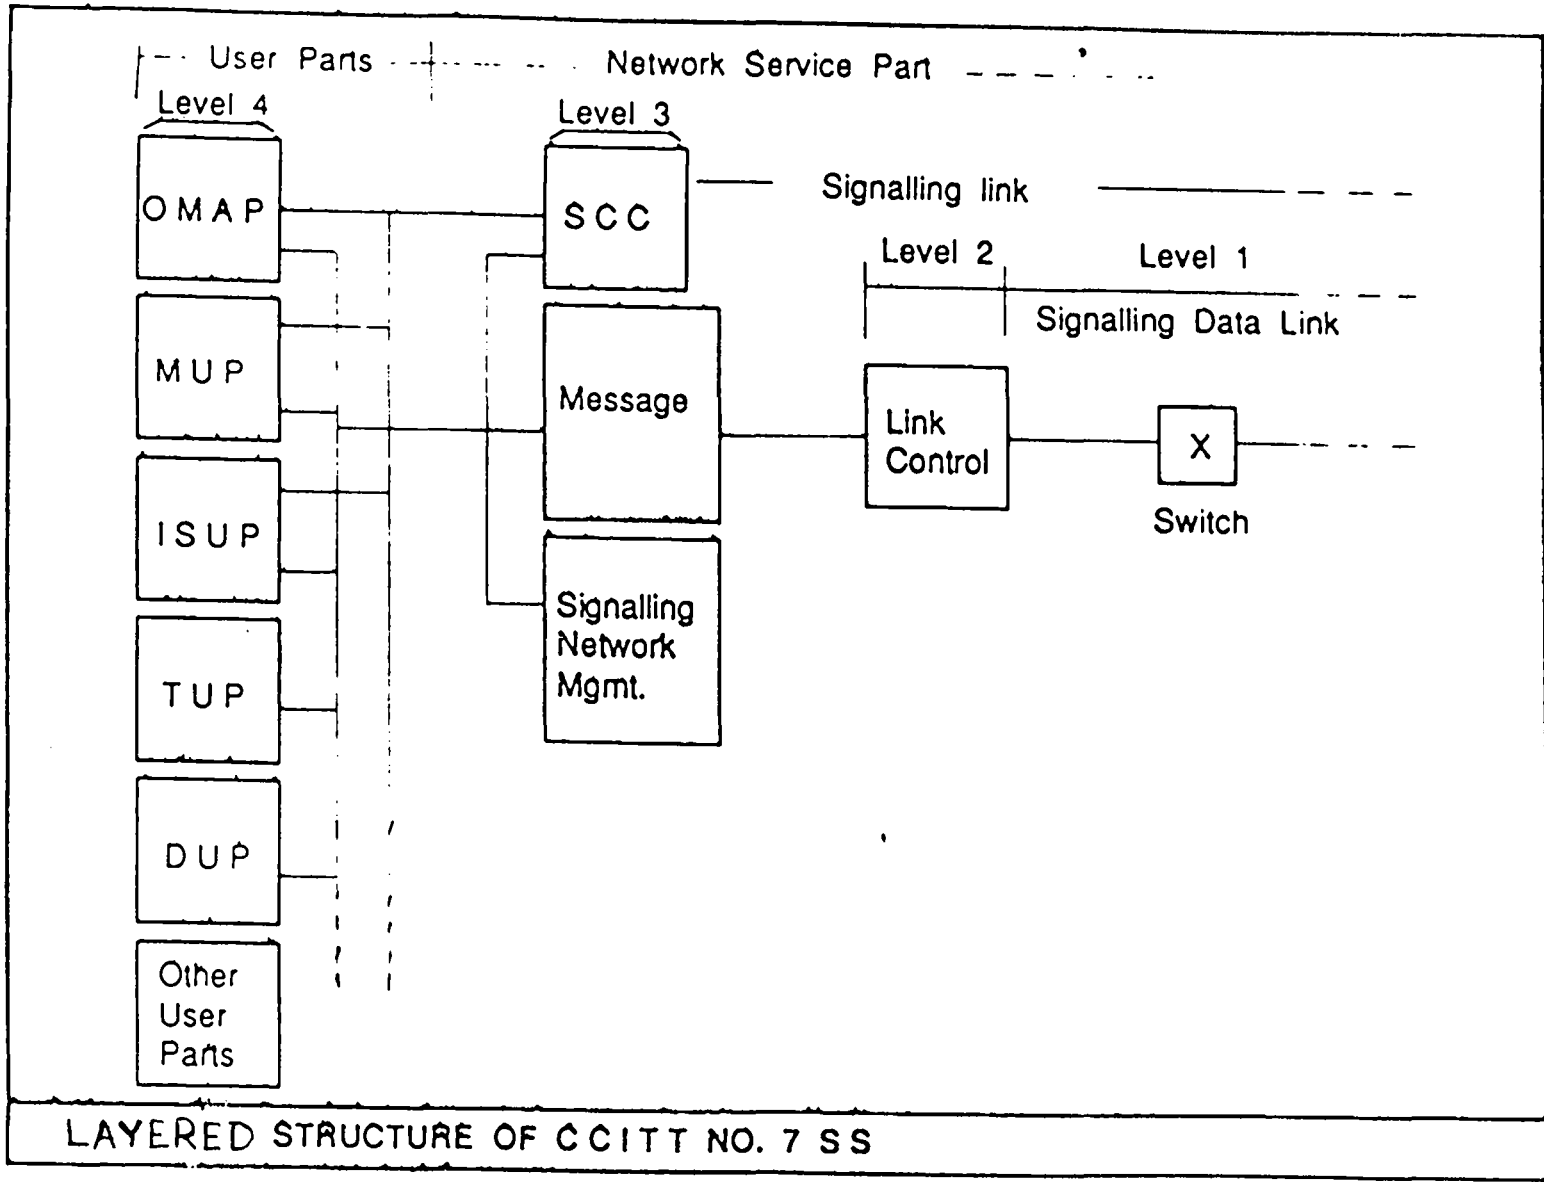 User Parts
Network Service Part
Level 4
Level 3
OMAP
SCC
Signalling link
Level 2
Level 1
Signalling Data Link
MUP
Message
Link
Control
X
Switch
ISUP
Signalling
Network
Mgmt.
TUP
DUP
Other
User
Parts
LAYERED STRUCTURE OF CCITT NO. 7 SS